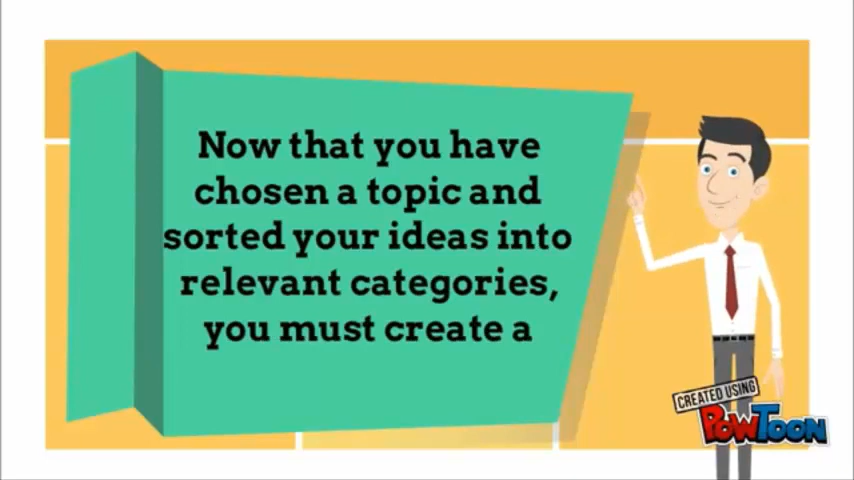 Now that you have
chosen a topic and
sorted your ideas into
relevant categories,
you must create a
CREATED USING
POWTOON